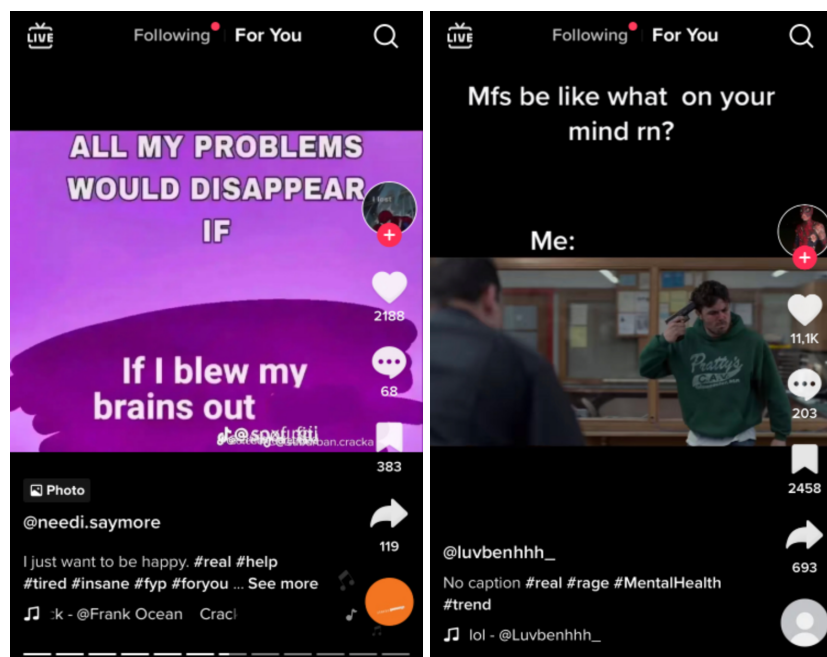 LIVE
Following
For You
ALL MY PROBLEMS
WOULD DISAPPEAR
IF
If I blew my
brains out
2188
68
383
119
Photo
@needi.saymore
I just want to be happy. #real #help
#tired #insane #fyp #foryou ... See more
:k - @Frank Ocean Crac
LIVE
Following
For You
Mfs be like what on your
mind rn?
Me:
Pratty's
11,1K
203
2458
693
@luvbenhhh_
No caption #real #rage #MentalHealth
#trend
lol - @Luvbenhhh_